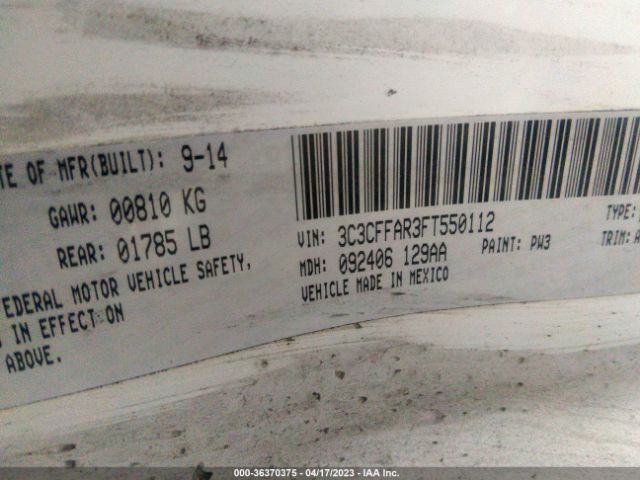 TE OF MFR(BUILT): 9-14
GAWR: 00810 KG
REAR: 01785 LB
FEDERAL MOTOR VEHICLE SAFETY,
IN EFFECT ON
ABOVE.
VIN: 3C3CFFAR3FT550112
TYPE:
MDH: 092406 129AA
PAINT: PW3
TRIM: A
VEHICLE MADE IN MEXICO
000-36370375 - 04/17/2023 - IAA Inc.